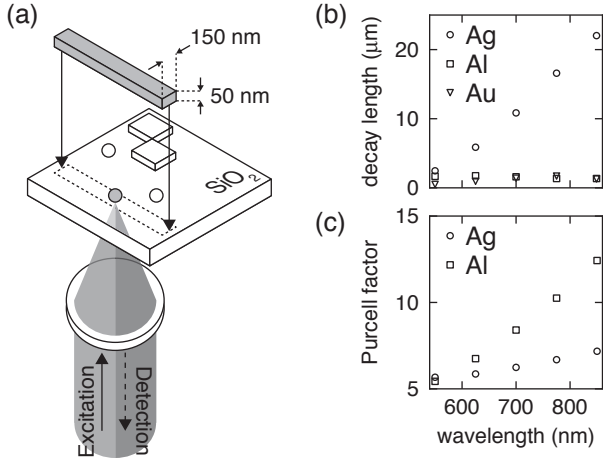 (a)
150 nm
50 nm
SiO2
Excitation
Detection
(b)
decay length (μm)
20
10
0
Ag
Al
Au
(c)
Purcell factor
15
10
5
Ag
Al
600 700 800
wavelength (nm)